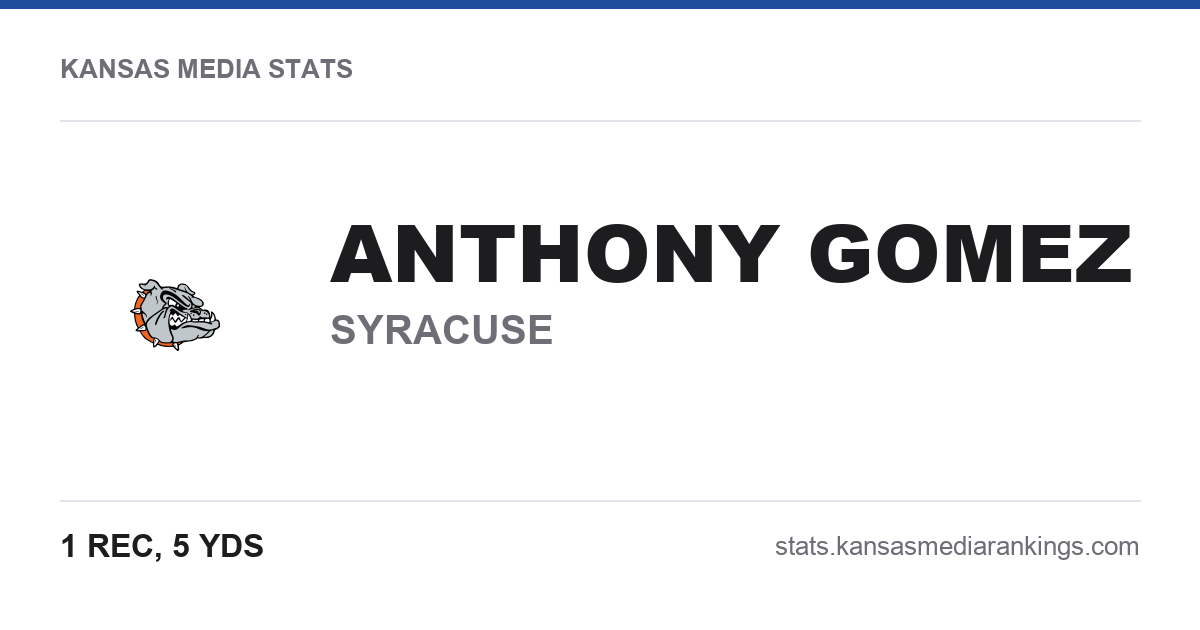 KANSAS MEDIA STATS
ANTHONY GOMEZ
SYRACUSE
1 REC, 5 YDS
stats.kansasmediarankings.com